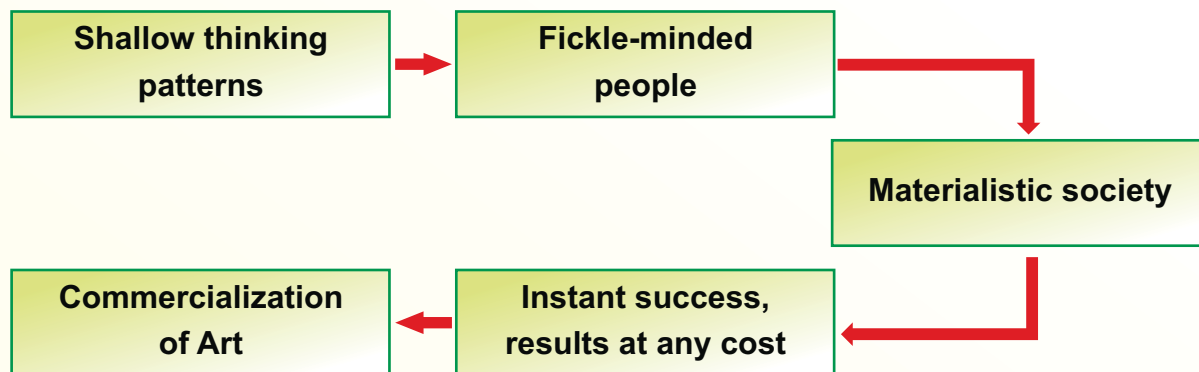 Shallow thinking
patterns
Fickle-minded
people
Materialistic society
Instant success,
results at any cost
Commercialization
of Art